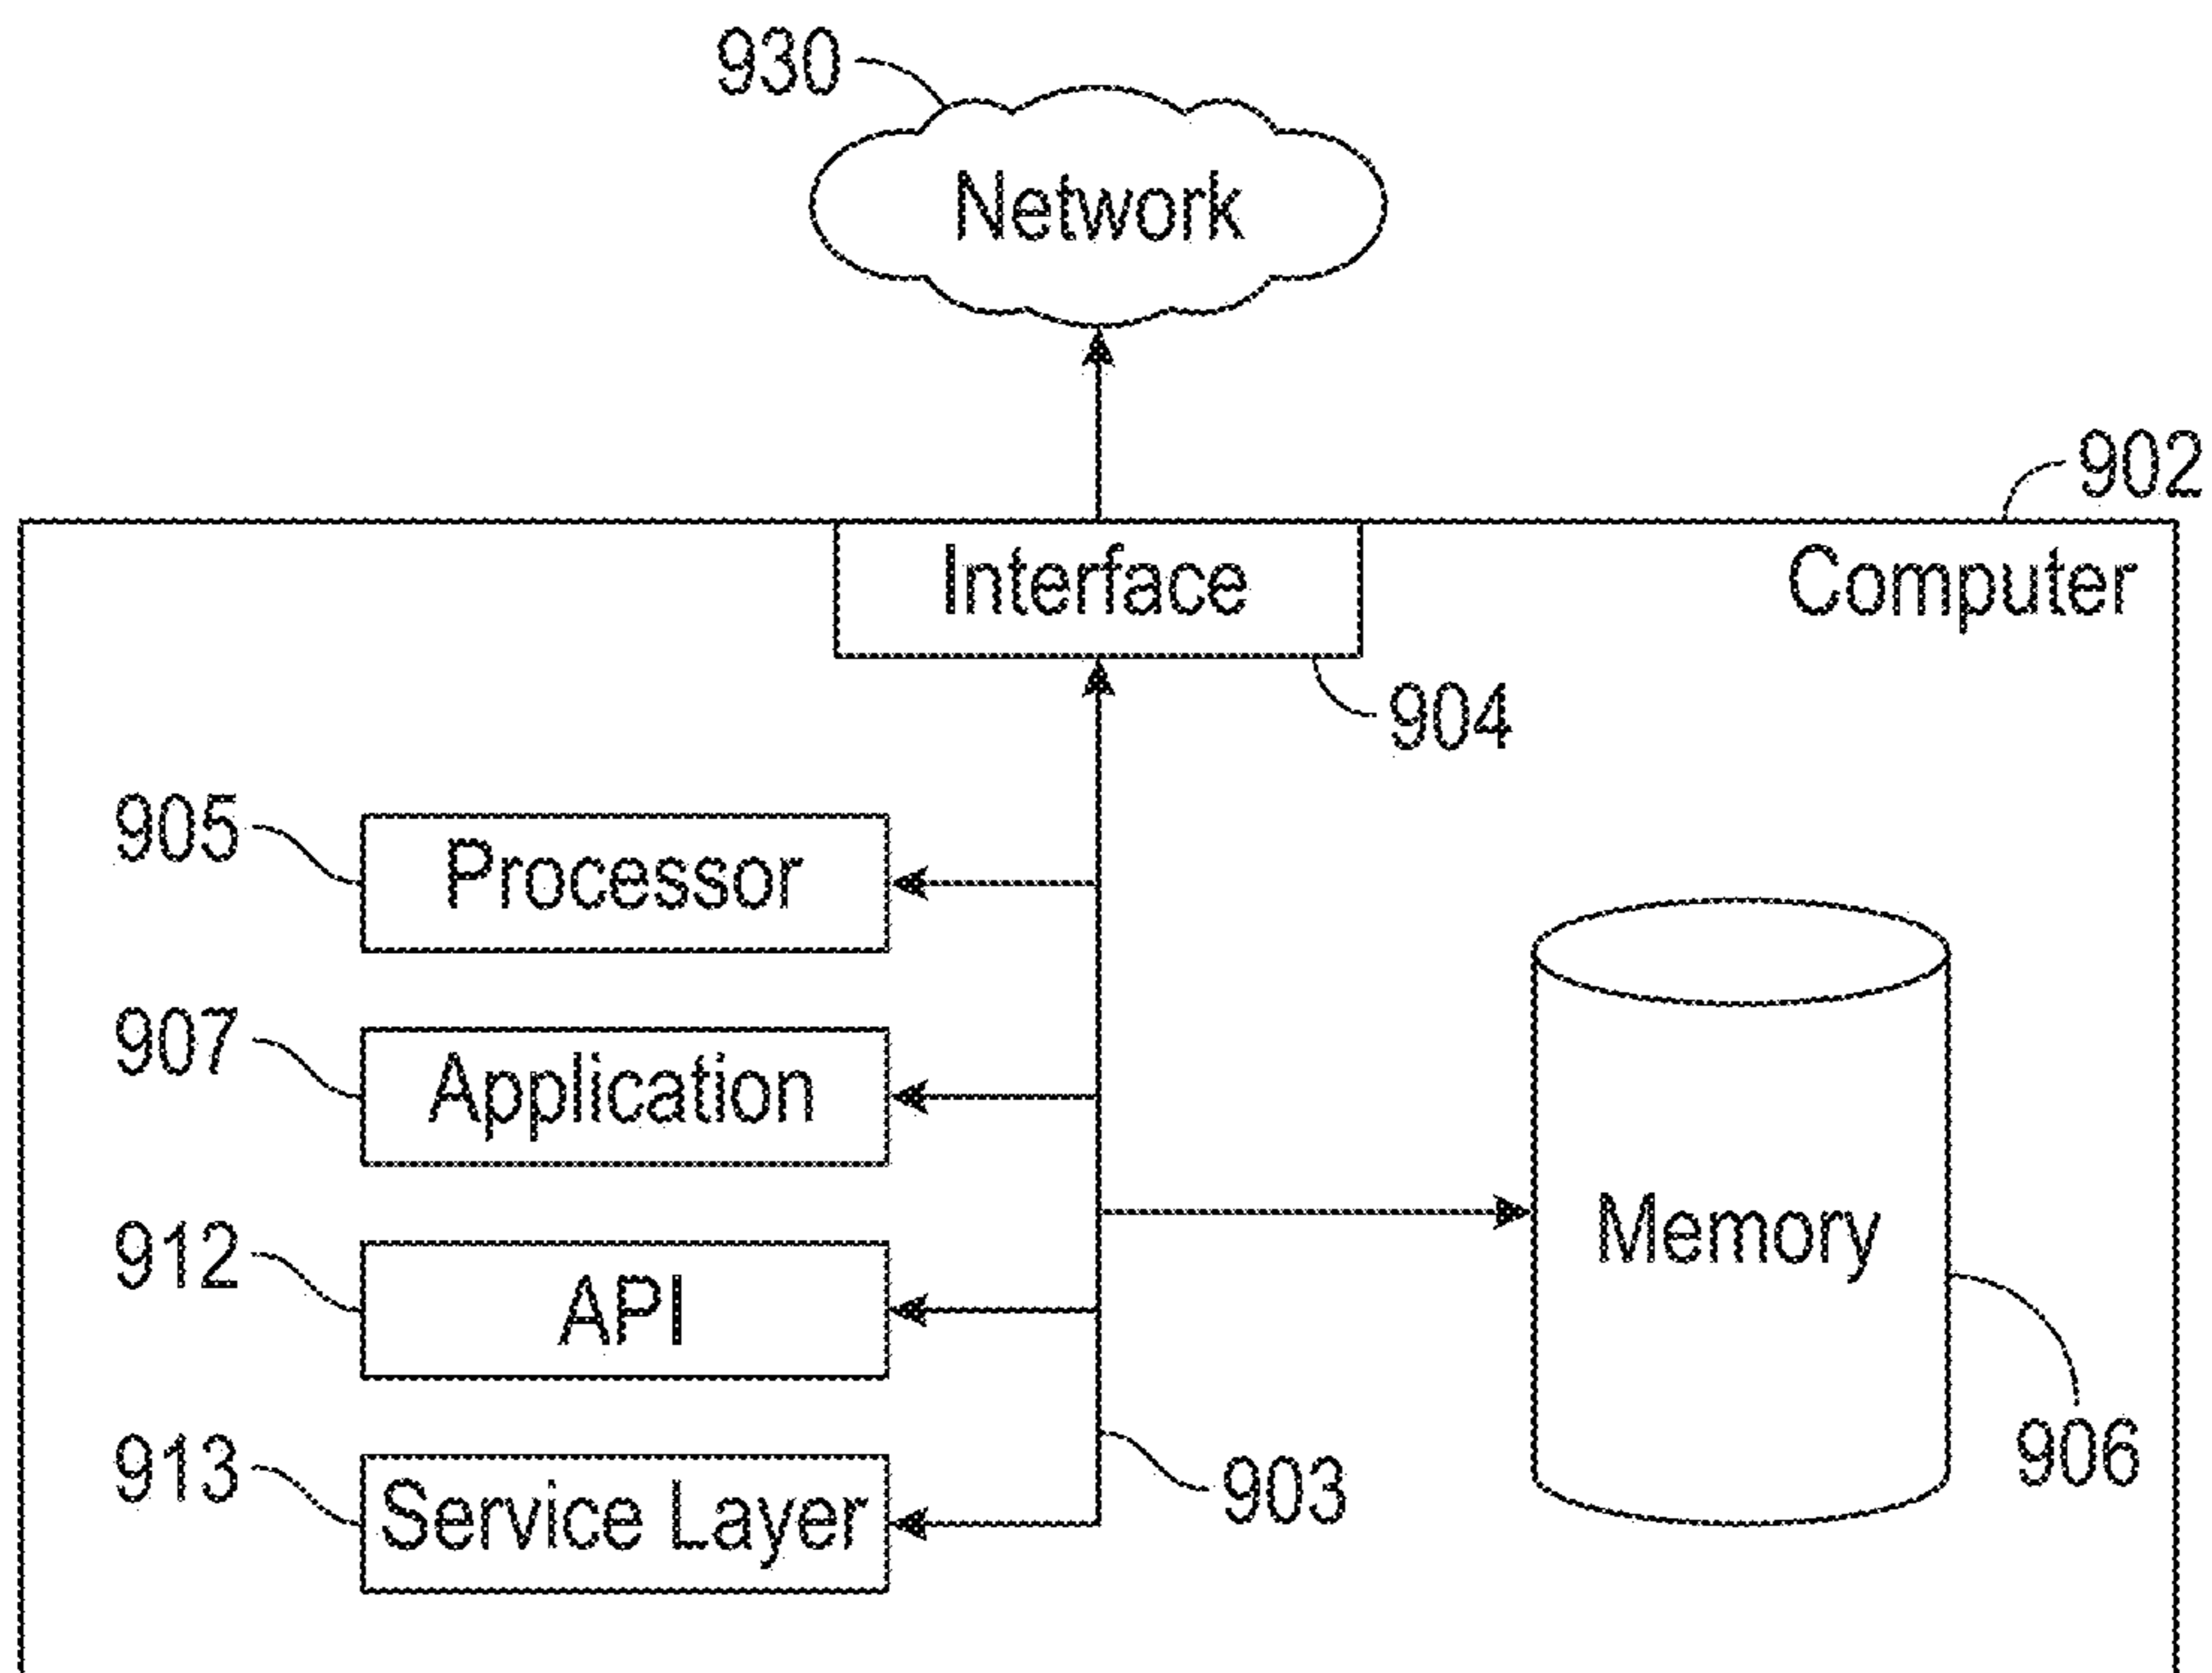 930
Network
902
Interface
Computer
904
905
Processor
907
Application
Memory
912
API
906
913
Service Layer
903